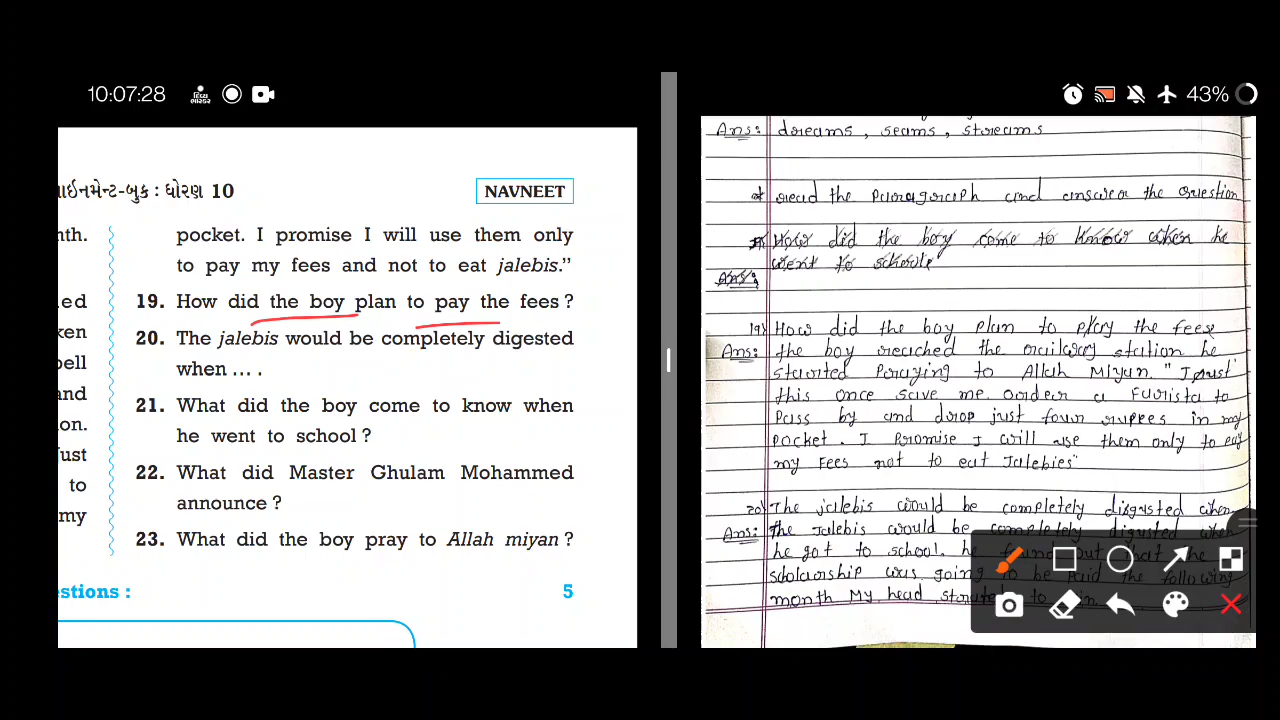 10:07:28
દિવ્ય ભાસ્કર
43%
ાઇનમેન્ટ-બુક : ધોરણ 10
NAVNEET
nth.
ed
ken
pell
and
on.
Just
to
my
pocket. I promise I will use them only
to pay my fees and not to eat jalebis."
19. How did the boy plan to pay the fees ?
20. The jalebis would be completely digested
when ... .
21. What did the boy come to know when
he went to school ?
22. What did Master Ghulam Mohammed
announce ?
23. What did the boy pray to Allah miyan ?
estions :
5
Ans: dreams, seams, streams
read the Paragraph and answer the question
How did the boy come to know when he
went to school.
Ans:
19) How did the boy plan to pay the fees
Ans: the boy reached the railway station he
started Peraying to Allah Miyan. "Just
this once save me order a Furista to
Pass by and drop just four rupees in my
pocket. I Promise I will use them only to
my Fees not to eat Jalebies"
20) The jalebis would be completely disgusted when
Ans: the Jalebis would be completely digusted when
he got to school. he found out that the
scholarship was going to be paid the following
month My head